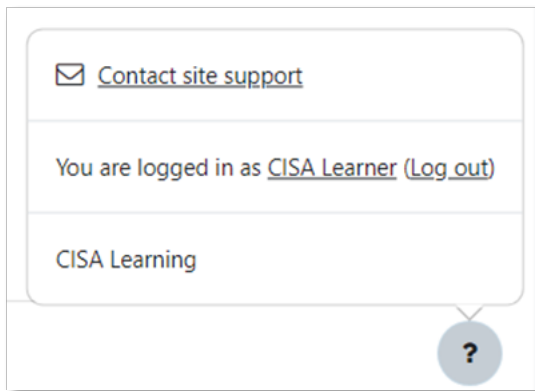 Contact site support
You are logged in as CISA Learner (Log out)
CISA Learning
?